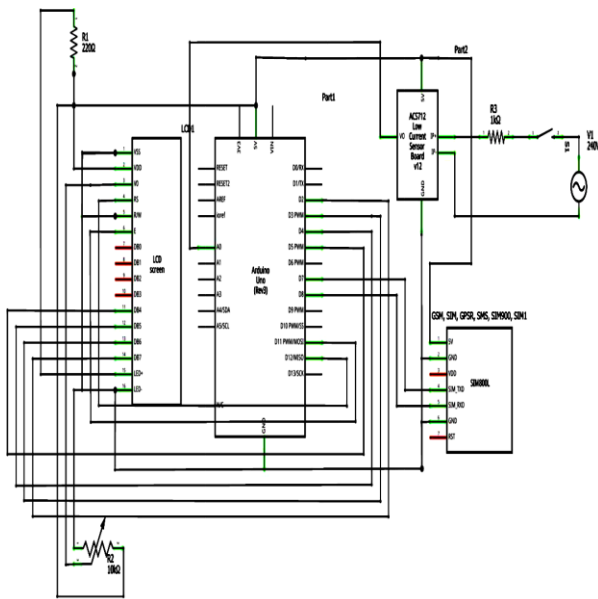 R1
220Ω
Part2
Part1
LCD1
3V3
5V
VIN
VSS
VDD
V0
RS
R/W
E
DB0
DB1
DB2
DB3
DB4
DB5
DB6
DB7
LED+
LED-
LCD
screen
RESET
RESET2
AREF
ioref
A0
A1
A2
A3
A4/SDA
A5/SCL
N/C
GND
Arduino
Uno
(Rev3)
D0/RX
D1/TX
D2
D3 PWM
D4
D5 PWM
D6 PWM
D7
D8
D9 PWM
D10 PWM/SS
D11 PWM/MOSI
D12/MISO
D13/SCK
5V
ACS712
Low
Current
Sensor
Board
v12
VO
IP+
IP-
GND
R3
1kΩ
S1
V1
240V
GSM, SIM, GPSR, SMS, SIM900, SIM1
5V
GND
VDD
SIM_TXD
SIM_RXD
GND
RST
SIM800L
R2
10kΩ